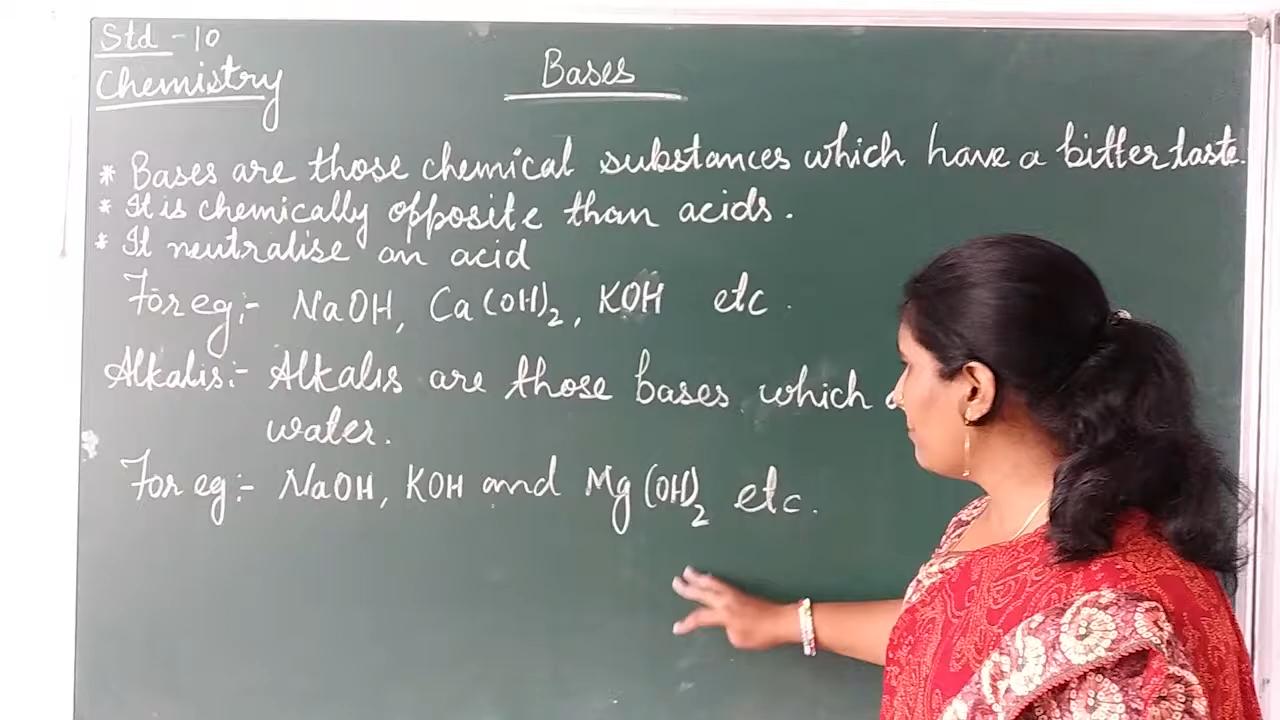 Std - 10
Chemistry
Bases
* Bases are those chemical substances which have a bitter taste.
* It is chemically opposite than acids.
* It neutralise an acid
For eg:- NaOH, Ca(OH)2, KOH etc.
Alkalis:- Alkalis are those bases which
water.
For eg:- NaOH, KOH and Mg(OH)2 etc.